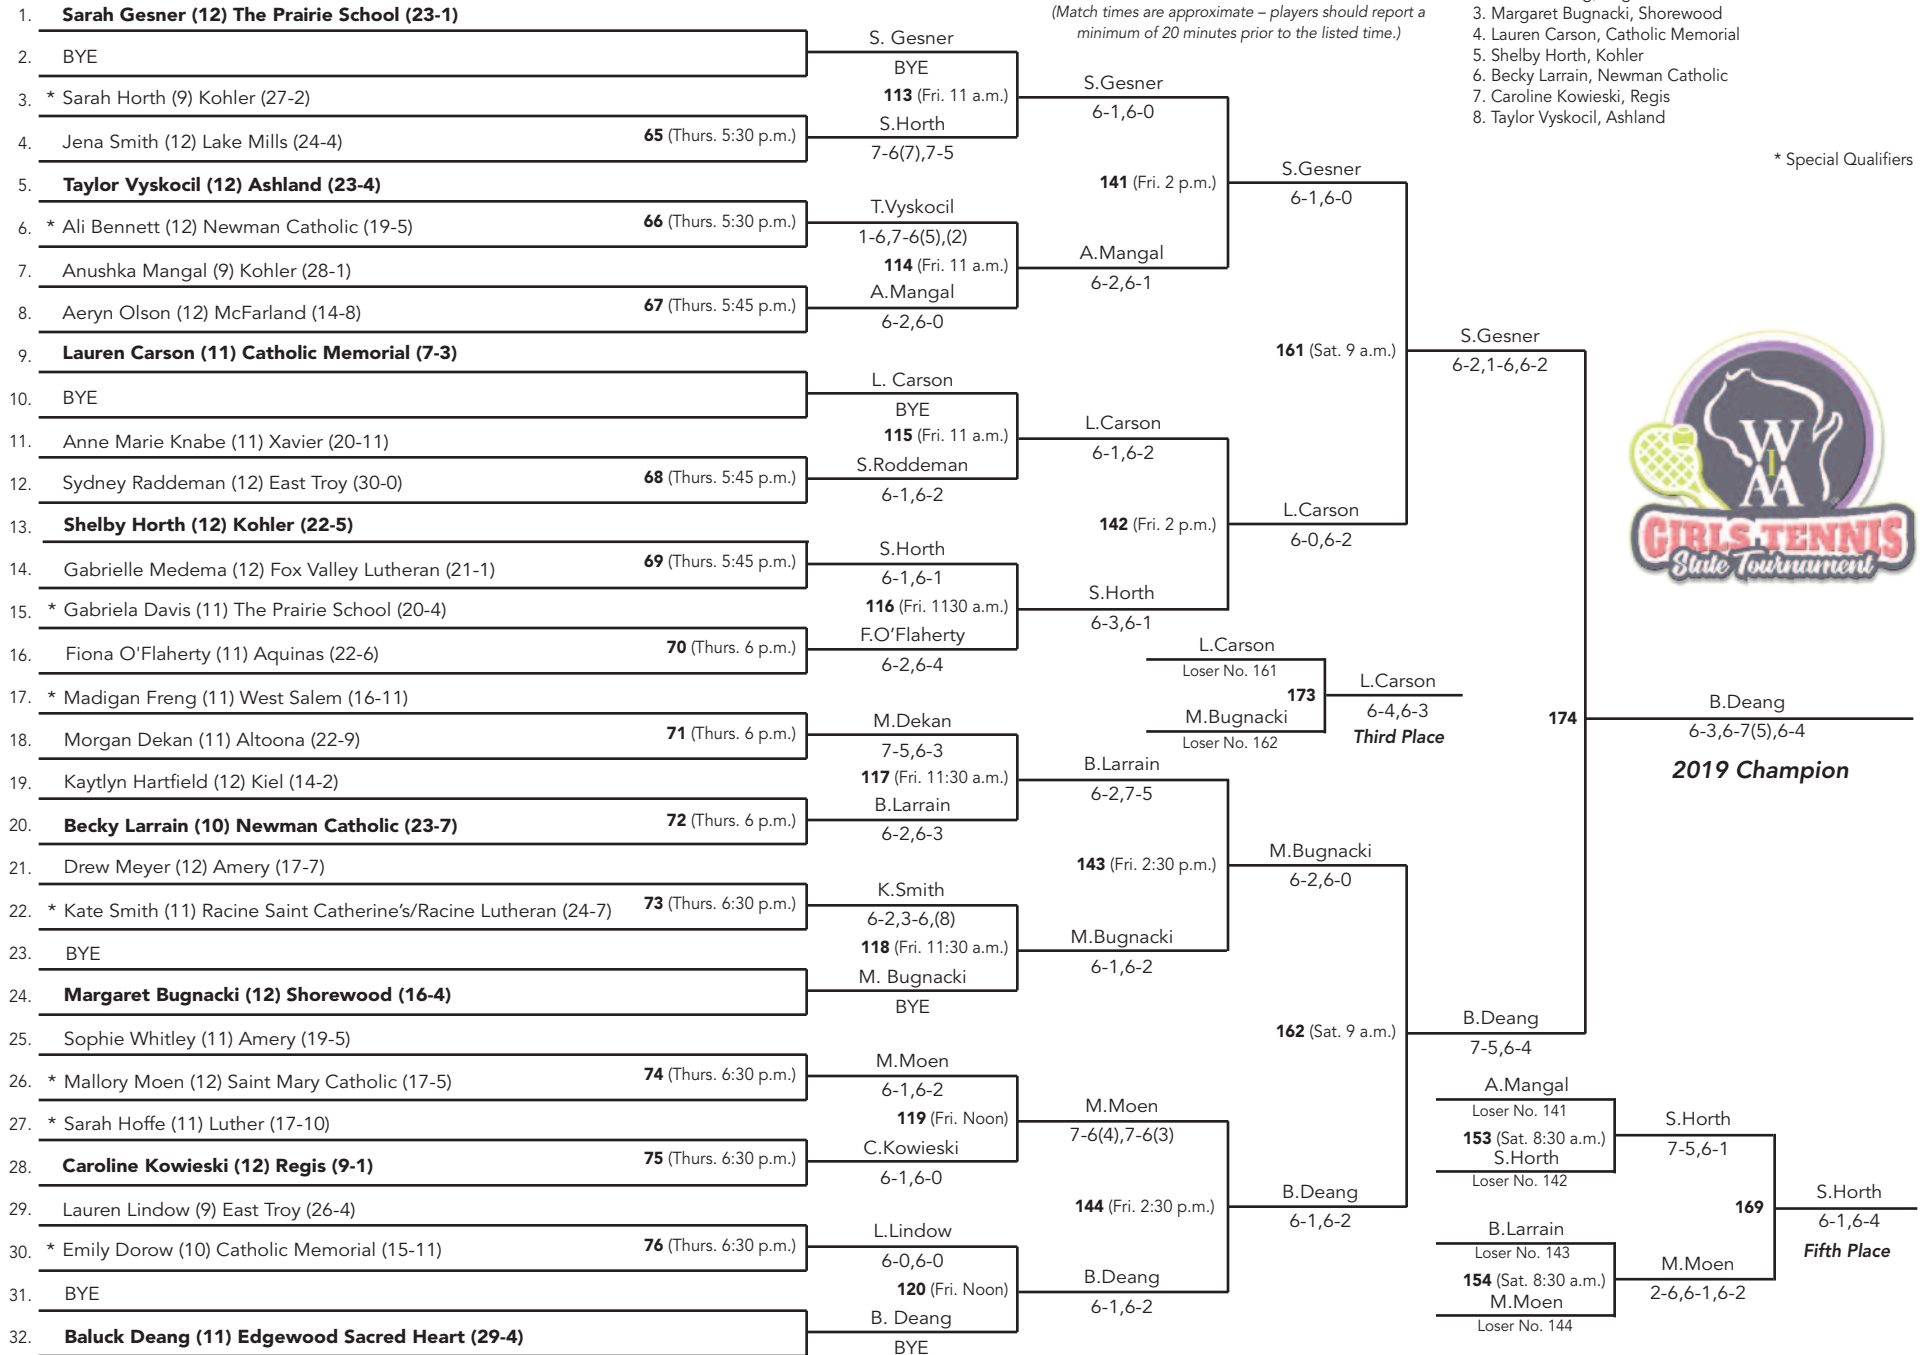 1. Sarah Gesner (12) The Prairie School (23-1)
2. BYE
3. * Sarah Horth (9) Kohler (27-2)
4. Jena Smith (12) Lake Mills (24-4)
5. Taylor Vyskocil (12) Ashland (23-4)
6. * Ali Bennett (12) Newman Catholic (19-5)
7. Anushka Mangal (9) Kohler (28-1)
8. Aeryn Olson (12) McFarland (14-8)
9. Lauren Carson (11) Catholic Memorial (7-3)
10. BYE
11. Anne Marie Knabe (11) Xavier (20-11)
12. Sydney Raddeman (12) East Troy (30-0)
13. Shelby Horth (12) Kohler (22-5)
14. Gabrielle Medema (12) Fox Valley Lutheran (21-1)
15. * Gabriela Davis (11) The Prairie School (20-4)
16. Fiona O'Flaherty (11) Aquinas (22-6)
17. * Madigan Freng (11) West Salem (16-11)
18. Morgan Dekan (11) Altoona (22-9)
19. Kaytlyn Hartfield (12) Kiel (14-2)
20. Becky Larrain (10) Newman Catholic (23-7)
21. Drew Meyer (12) Amery (17-7)
22. * Kate Smith (11) Racine Saint Catherine's/Racine Lutheran (24-7)
23. BYE
24. Margaret Bugnacki (12) Shorewood (16-4)
25. Sophie Whitley (11) Amery (19-5)
26. * Mallory Moen (12) Saint Mary Catholic (17-5)
27. * Sarah Hoffe (11) Luther (17-10)
28. Caroline Kowieski (12) Regis (9-1)
29. Lauren Lindow (9) East Troy (26-4)
30. * Emily Dorow (10) Catholic Memorial (15-11)
31. BYE
32. Baluck Deang (11) Edgewood Sacred Heart (29-4)
65 (Thurs. 5:30 p.m.)
66 (Thurs. 5:30 p.m.)
67 (Thurs. 5:45 p.m.)
68 (Thurs. 5:45 p.m.)
69 (Thurs. 5:45 p.m.)
70 (Thurs. 6 p.m.)
71 (Thurs. 6 p.m.)
72 (Thurs. 6 p.m.)
73 (Thurs. 6:30 p.m.)
74 (Thurs. 6:30 p.m.)
75 (Thurs. 6:30 p.m.)
76 (Thurs. 6:30 p.m.)
S. Gesner
BYE
113 (Fri. 11 a.m.)
S.Horth
7-6(7),7-5
T.Vyskocil
1-6,7-6(5),(2)
114 (Fri. 11 a.m.)
A.Mangal
6-2,6-0
L. Carson
BYE
115 (Fri. 11 a.m.)
S.Roddeman
6-1,6-2
S.Horth
6-1,6-1
116 (Fri. 1130 a.m.)
F.O'Flaherty
6-2,6-4
M.Dekan
7-5,6-3
117 (Fri. 11:30 a.m.)
B.Larrain
6-2,6-3
K.Smith
6-2,3-6,(8)
118 (Fri. 11:30 a.m.)
M. Bugnacki
BYE
M.Moen
6-1,6-2
119 (Fri. Noon)
C.Kowieski
6-1,6-0
L.Lindow
6-0,6-0
120 (Fri. Noon)
B. Deang
BYE
(Match times are approximate – players should report a
minimum of 20 minutes prior to the listed time.)
S.Gesner
6-1,6-0
141 (Fri. 2 p.m.)
A.Mangal
6-2,6-1
L.Carson
6-1,6-2
142 (Fri. 2 p.m.)
S.Horth
6-3,6-1
B.Larrain
6-2,7-5
143 (Fri. 2:30 p.m.)
M.Bugnacki
6-1,6-2
M.Moen
7-6(4),7-6(3)
144 (Fri. 2:30 p.m.)
B.Deang
6-1,6-2
S.Gesner
6-1,6-0
161 (Sat. 9 a.m.)
L.Carson
6-0,6-2
M.Bugnacki
6-2,6-0
162 (Sat. 9 a.m.)
B.Deang
6-1,6-2
S.Gesner
6-2,1-6,6-2
174
B.Deang
7-5,6-4
B.Deang
6-3,6-7(5),6-4
2019 Champion
L.Carson
Loser No. 161
173
M.Bugnacki
Loser No. 162
L.Carson
6-4,6-3
Third Place
A.Mangal
Loser No. 141
153 (Sat. 8:30 a.m.)
S.Horth
Loser No. 142
S.Horth
7-5,6-1
B.Larrain
Loser No. 143
154 (Sat. 8:30 a.m.)
M.Moen
Loser No. 144
M.Moen
2-6,6-1,6-2
169
S.Horth
6-1,6-4
Fifth Place
3. Margaret Bugnacki, Shorewood
4. Lauren Carson, Catholic Memorial
5. Shelby Horth, Kohler
6. Becky Larrain, Newman Catholic
7. Caroline Kowieski, Regis
8. Taylor Vyskocil, Ashland
* Special Qualifiers
WIAA
GIRLS TENNIS
State Tournament